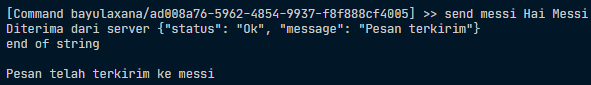 [Command bayulaxana/ad008a76-5962-4854-9937-f8f888cf4005] >> send messi Hai Messi
Diterima dari server {"status": "Ok", "message": "Pesan terkirim"}
end of string
Pesan telah terkirim ke messi